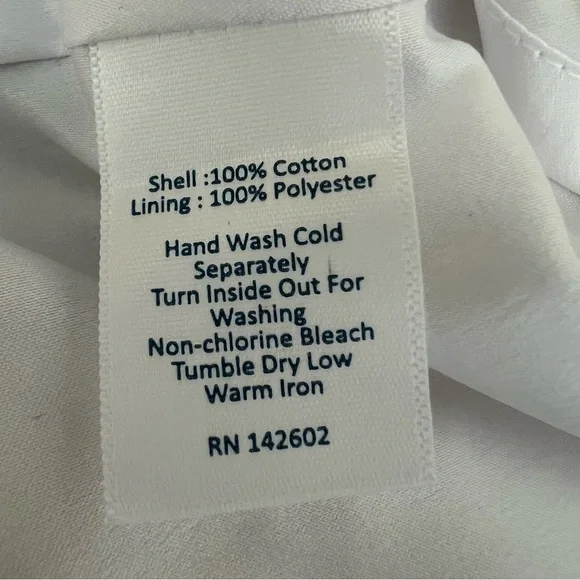 Shell :100% Cotton
Lining : 100% Polyester
Hand Wash Cold
Separately
Turn Inside Out For
Washing
Non-chlorine Bleach
Tumble Dry Low
Warm Iron
RN 142602